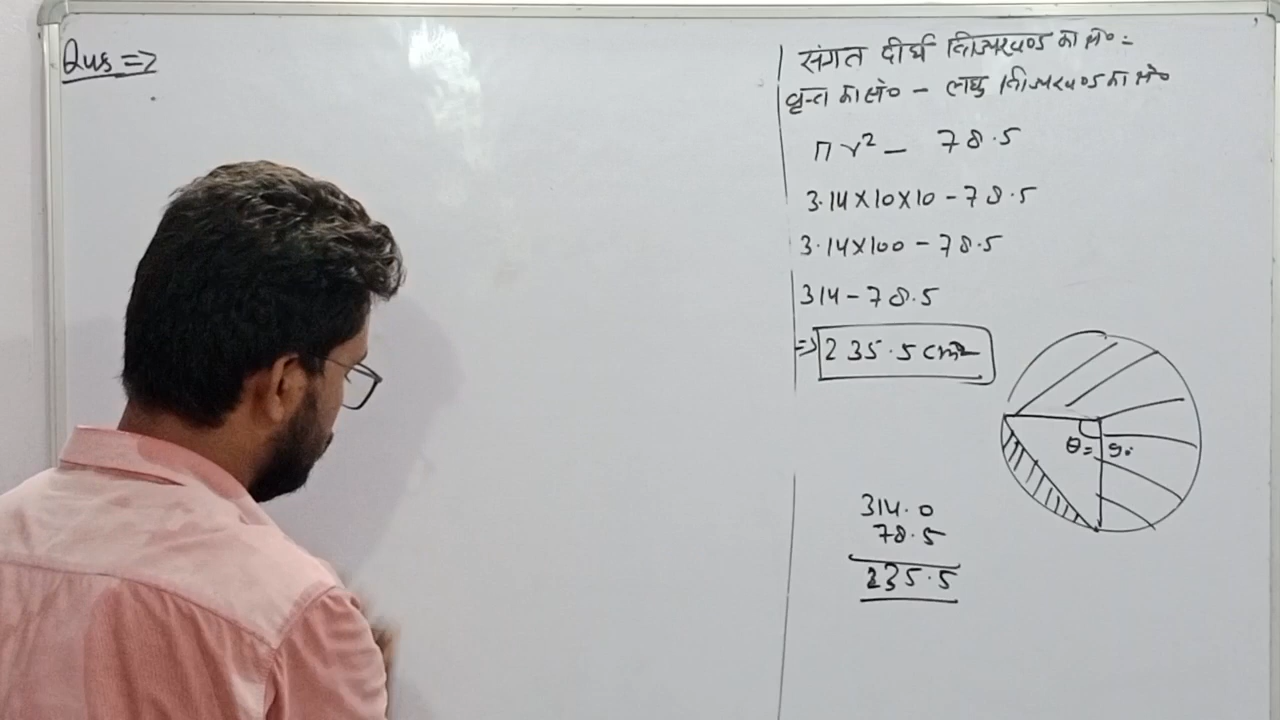 Qus =>
संगत दीर्घ त्रिज्यखण्ड का क्षे० =
वृत्त का क्षे० - लघु त्रिज्यखण्ड का क्षे०
πr² - 78.5
3.14×10×10 - 78.5
3.14×100 - 78.5
314 - 78.5
=> 235.5 cm²
θ= 90
314.0
78.5
235.5